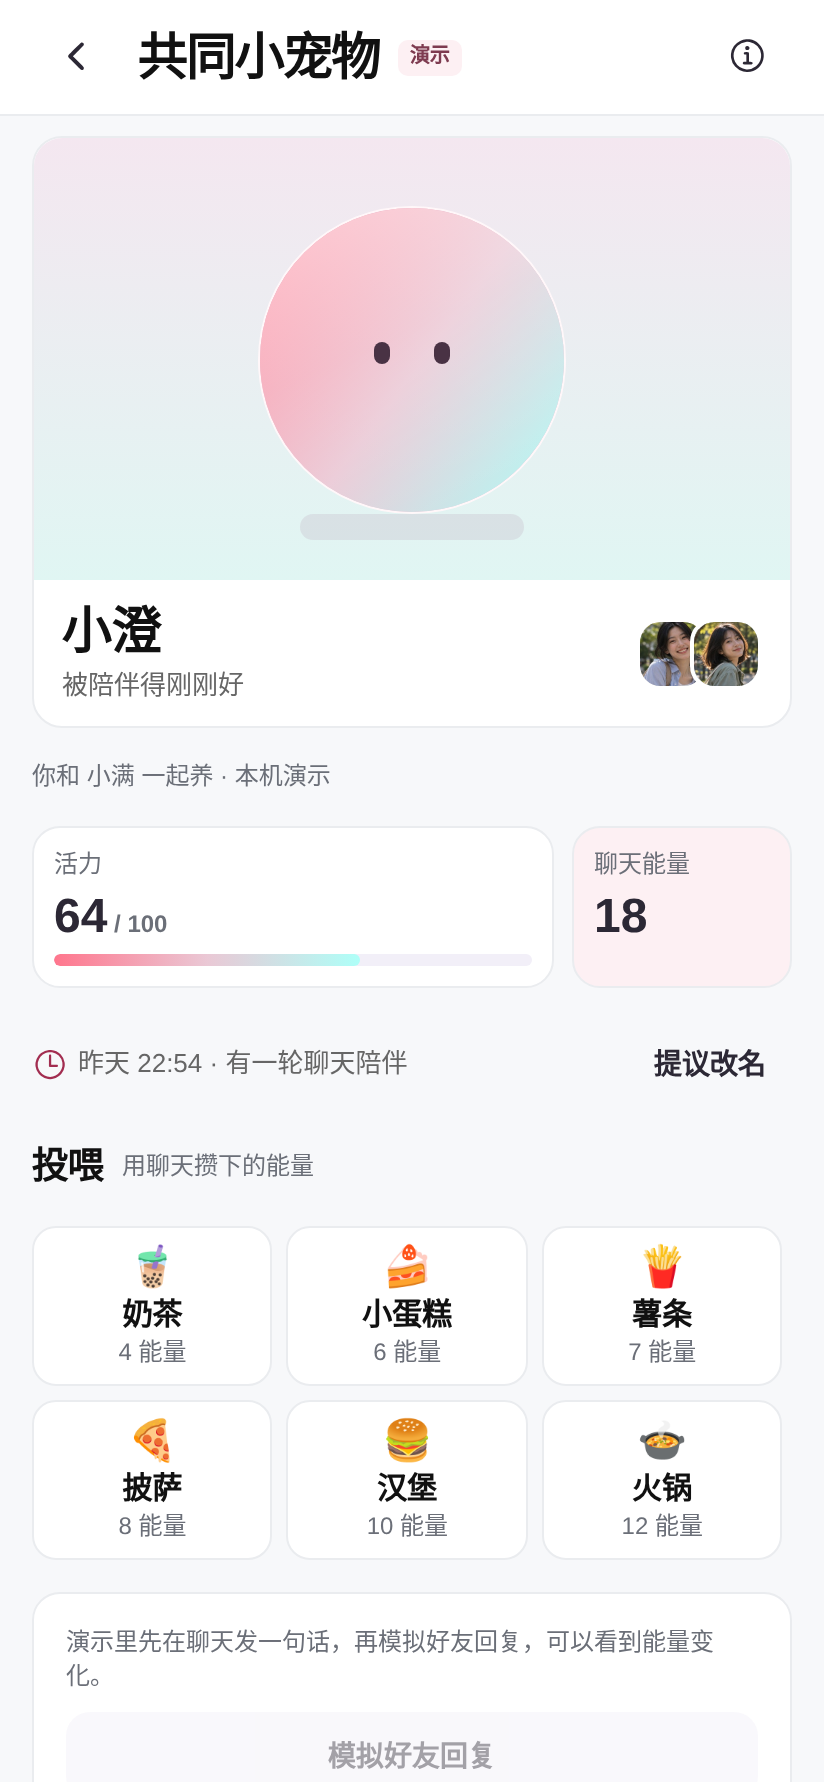 共同小宠物 演示
小澄
被陪伴得刚刚好
你和 小满 一起养 · 本机演示
活力
64 / 100
聊天能量
18
昨天 22:54 · 有一轮聊天陪伴
提议改名
投喂 用聊天攒下的能量
奶茶
4 能量
小蛋糕
6 能量
薯条
7 能量
披萨
8 能量
汉堡
10 能量
火锅
12 能量
演示里先在聊天发一句话，再模拟好友回复，可以看到能量变
化。
模拟好友回复